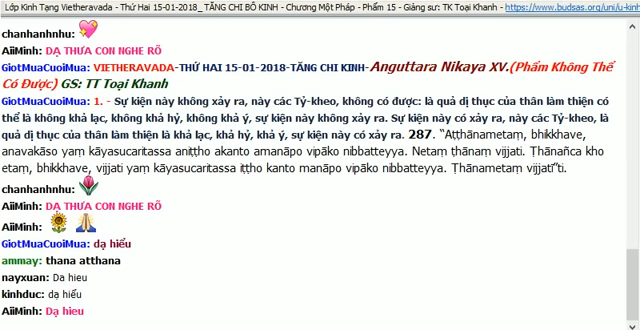 Lớp Kinh Tạng Vietheravada - Thứ Hai 15-01-2018_ TĂNG CHI BỘ KINH - Chương Một Pháp - Phẩm 15 - Giảng sư: TK Toại Khanh - https://www.budsas.org/uni/u-kinh
chanhanhnhu:
AiiMinh: DẠ THƯA CON NGHE RÕ
GiotMuaCuoiMua: VIETHERAVADA-THỨ HAI 15-01-2018-TĂNG CHI KINH-Anguttara Nikaya XV.(Phẩm Không Thể
Có Được) GS: TT Toại Khanh
GiotMuaCuoiMua: 1. - Sự kiện này không xảy ra, này các Tỷ-kheo, không có được: là quả dị thục của thân làm thiện có
thể là không khả lạc, không khả hỷ, không khả ý, sự kiện này không xảy ra. Sự kiện này có xảy ra, này các Tỷ-kheo, là
quả dị thục của thân làm thiện là khả lạc, khả hỷ, khả ý, sự kiện này có xảy ra. 287. “Aṭṭhānametaṃ, bhikkhave,
anavakāso yaṃ kāyasucaritassa aniṭṭho akanto amanāpo vipāko nibbatteyya. Netaṃ ṭhānaṃ vijjati. Ṭhānañca kho
etaṃ, bhikkhave, vijjati yaṃ kāyasucaritassa iṭṭho kanto manāpo vipāko nibbatteyya. Ṭhānametaṃ vijjatī”ti.
chanhanhnhu:
AiiMinh: DẠ THƯA CON NGHE RÕ
AiiMinh:
GiotMuaCuoiMua: dạ hiểu
ammay: thana atthana
nayxuan: Da hieu
kinhduc: dạ hiểu
AiiMinh: Dạ hieu